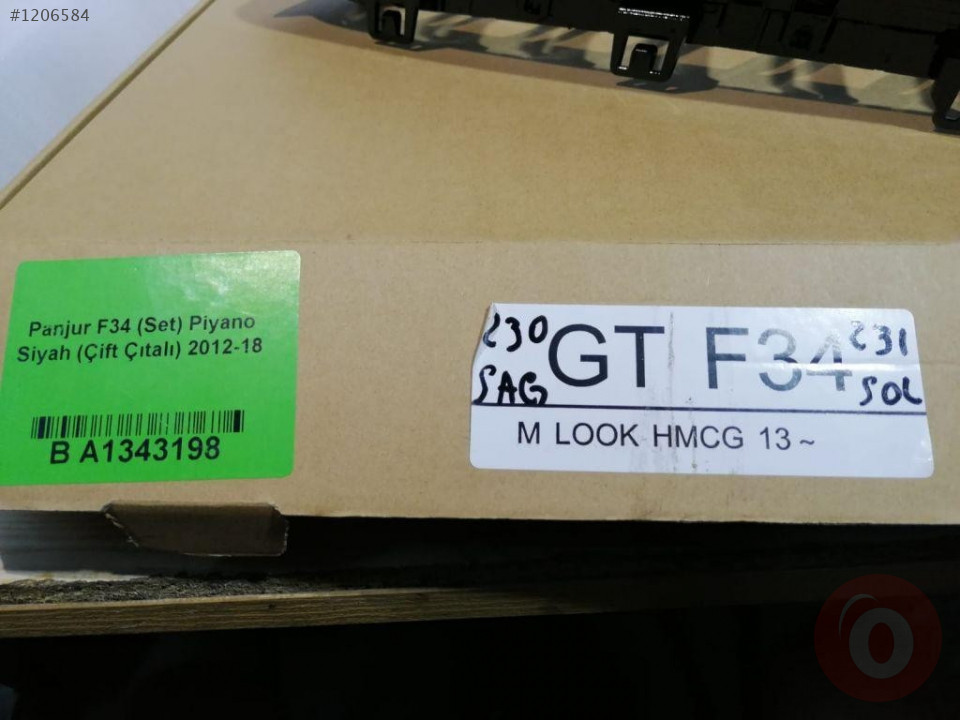 #1206584
Panjur F34 (Set) Piyano
Siyah (Çift Çıtalı) 2012-18
B A1343198
230 GT F34 231
SAG SOL
M LOOK HMCG 13~